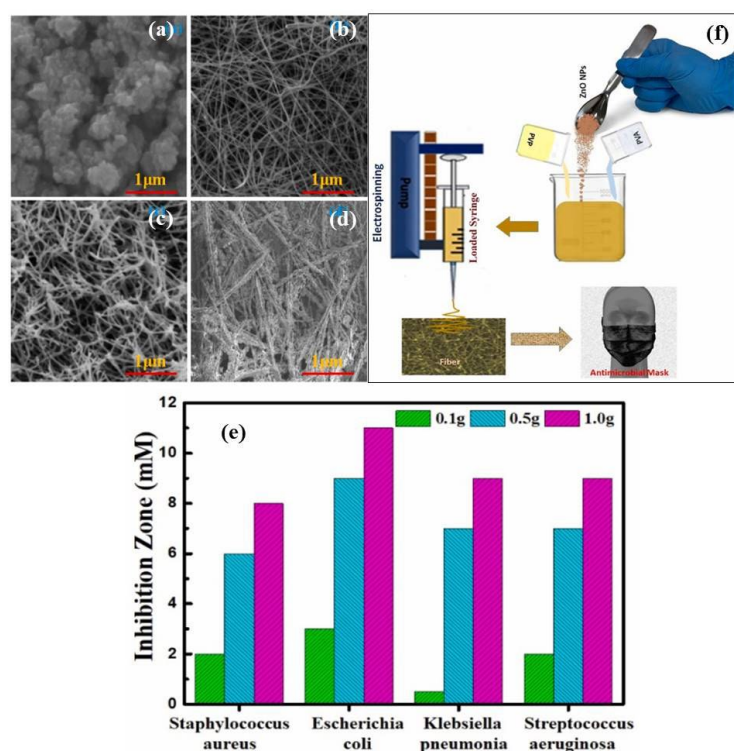 (a)
(b)
1μm
1μm
(c)
(d)
1μm
1μm
(f)
ZnO NPs
PVP
PVA
Electrospinning
Pump
Loaded Syringe
Fiber
Antimicrobial Mask
(e)
0.1g
0.5g
1.0g
Inhibition Zone (mM)
12
10
8
6
4
2
0
Staphylococcus
aureus
Escherichia
coli
Klebsiella
pneumonia
Streptococcus
aeruginosa